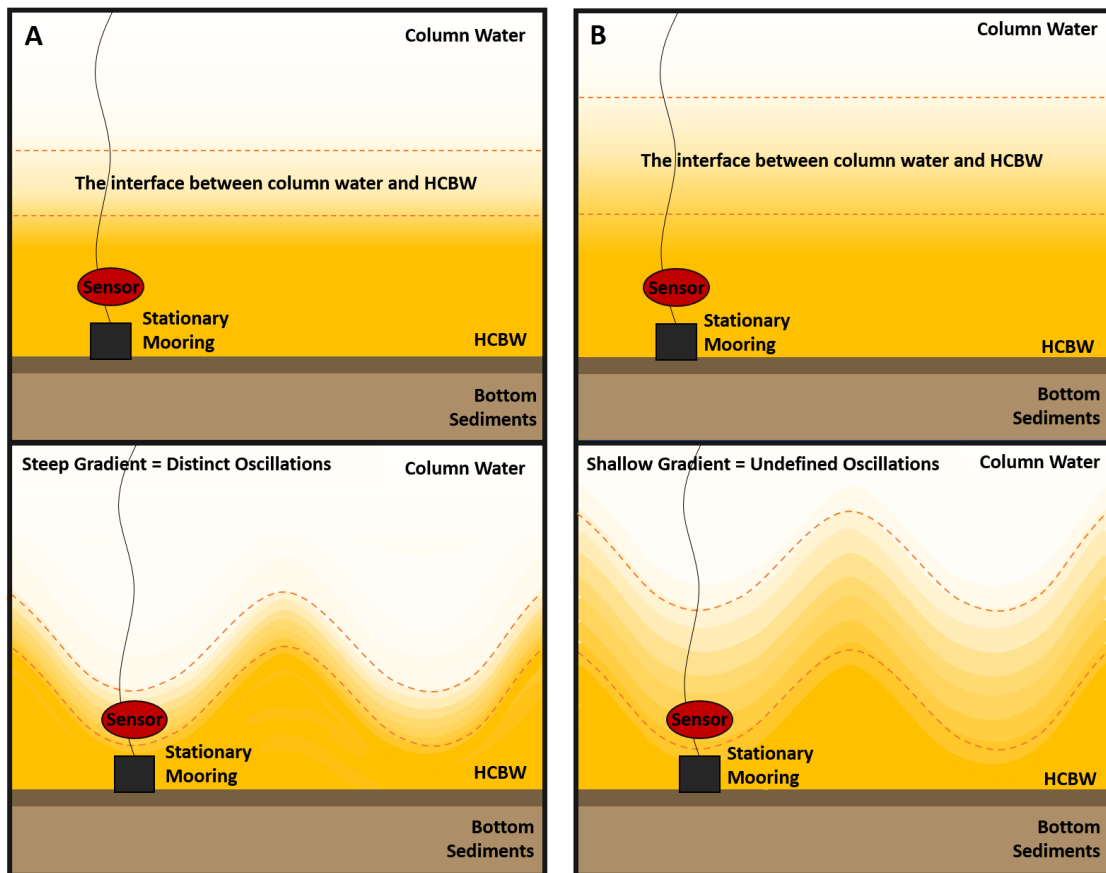 A
Column Water
The interface between column water and HCBW
Sensor
Stationary
Mooring
HCBW
Bottom
Sediments
B
Column Water
The interface between column water and HCBW
Sensor
Stationary
Mooring
HCBW
Bottom
Sediments
Steep Gradient = Distinct Oscillations
Column Water
Sensor
Stationary
Mooring
HCBW
Bottom
Sediments
Shallow Gradient = Undefined Oscillations
Column Water
Sensor
Stationary
Mooring
HCBW
Bottom
Sediments